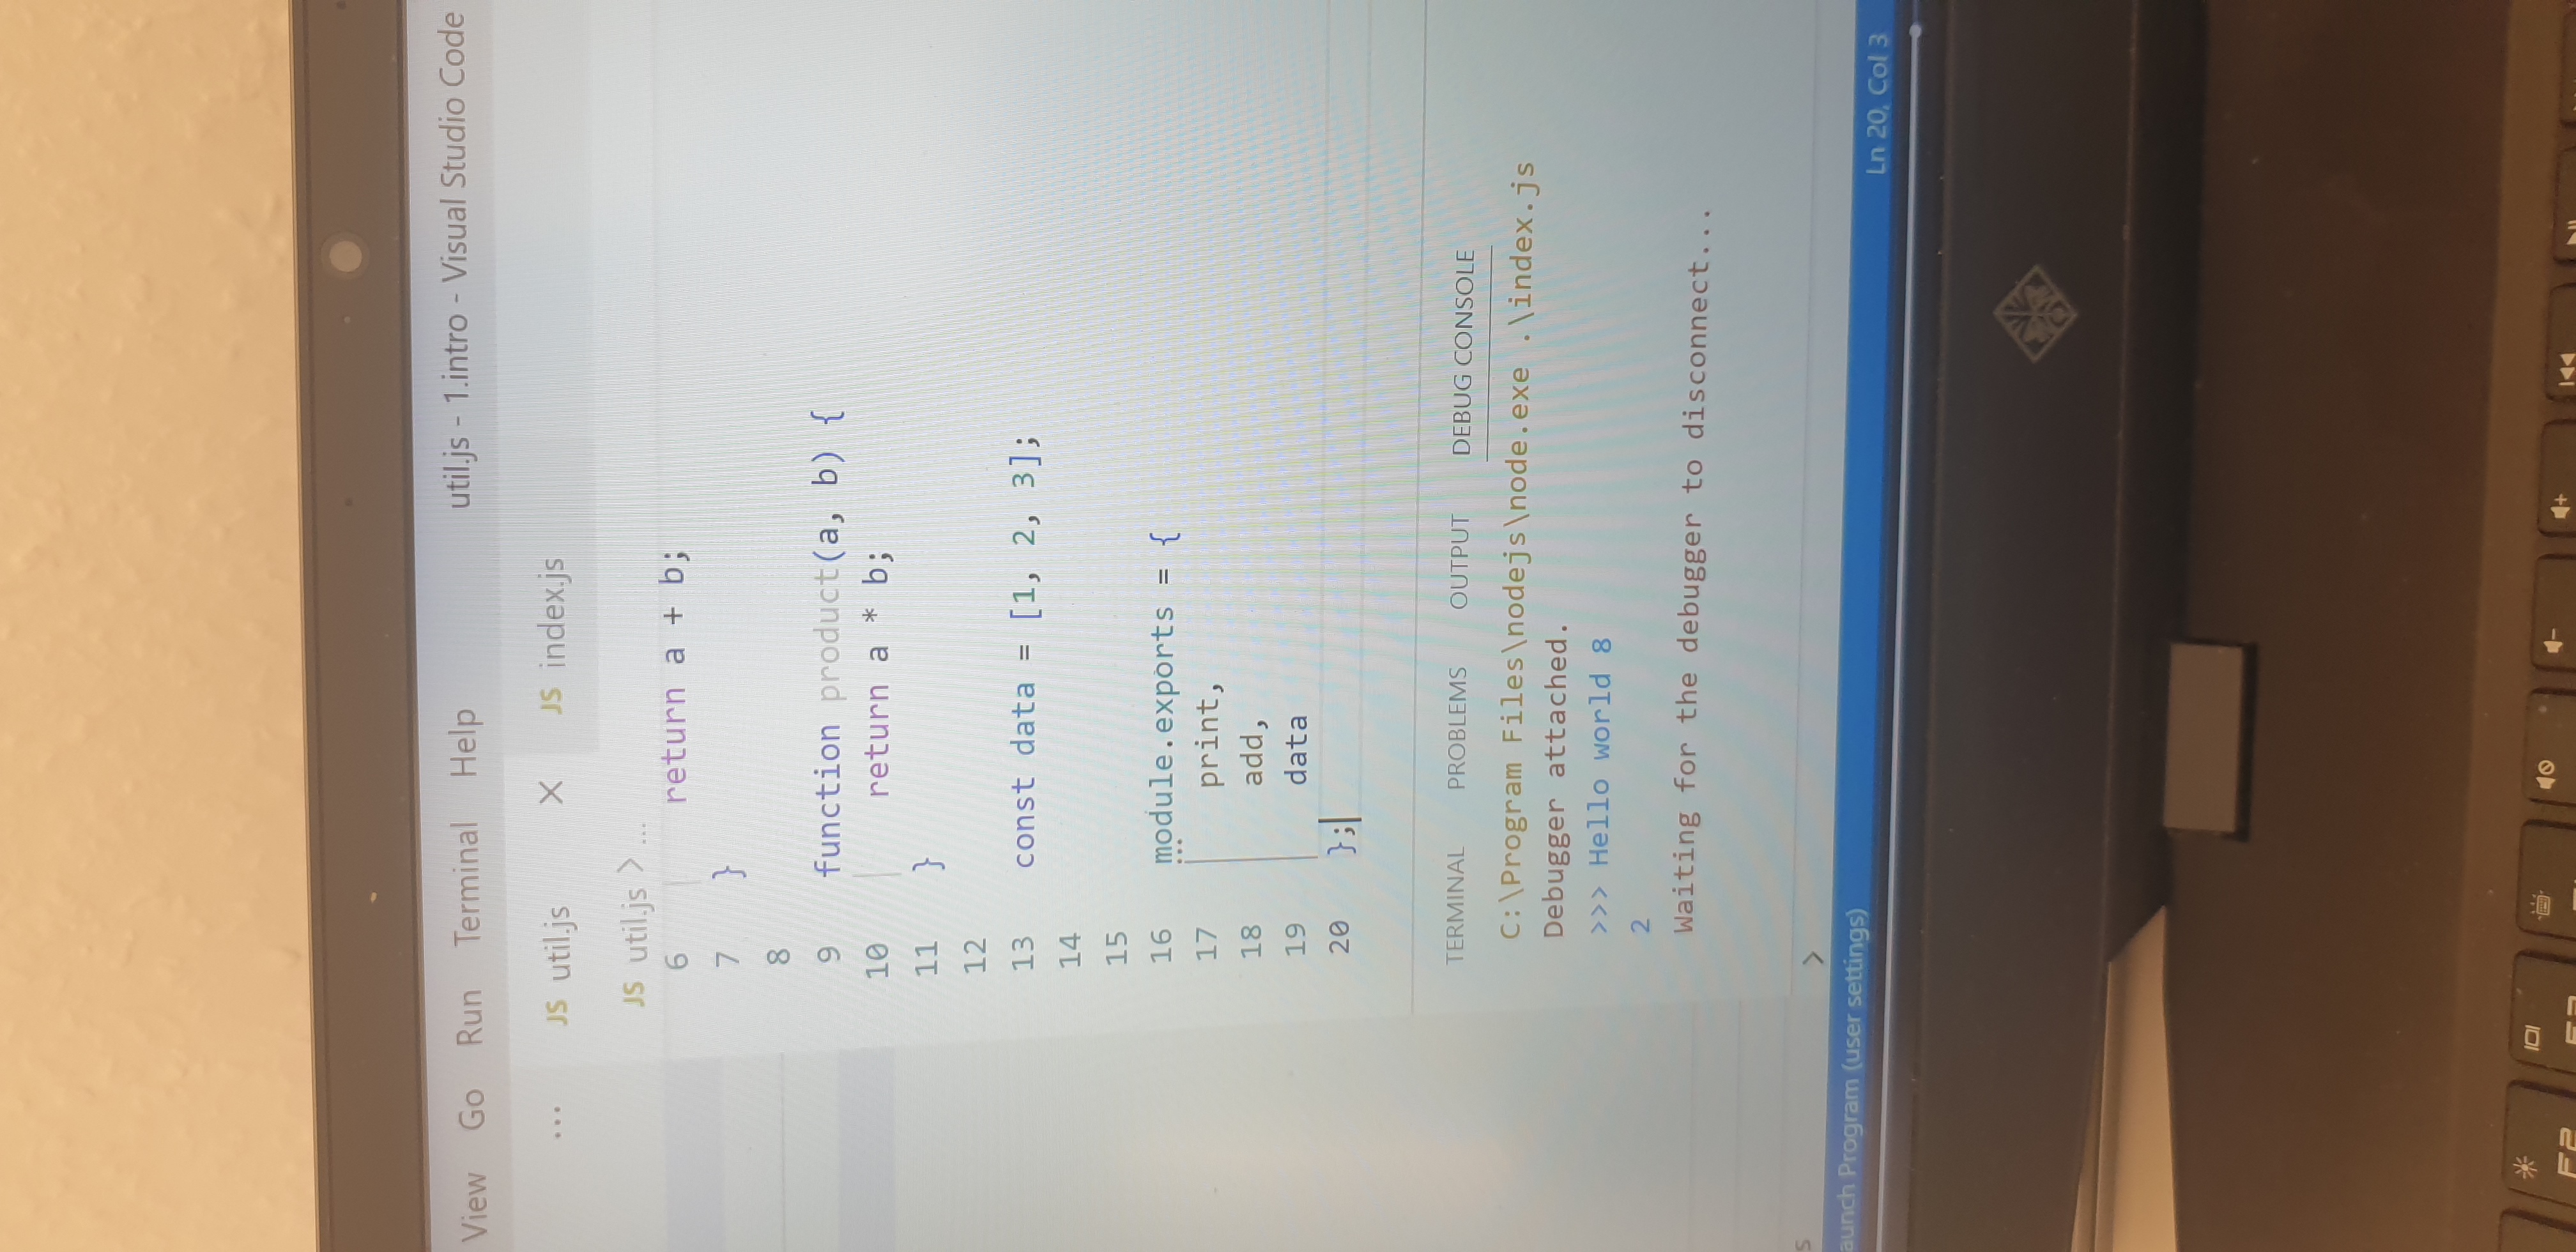 View Go Run Terminal Help util.js - 1.intro - Visual Studio Code
... JS util.js × JS index.js
JS util.js > ...
6 return a + b;
7 }
8
9 function product(a, b) {
10 return a * b;
11 }
12
13 const data = [1, 2, 3];
14
15
16 module.exports = {
17 print,
18 add,
19 data
20 };
TERMINAL PROBLEMS OUTPUT DEBUG CONSOLE
C:\Program Files\nodejs\node.exe .\index.js
Debugger attached.
>>> Hello world 8
2
Waiting for the debugger to disconnect...
s
>
aunch Program (user settings) Ln 20, Col 3
F2